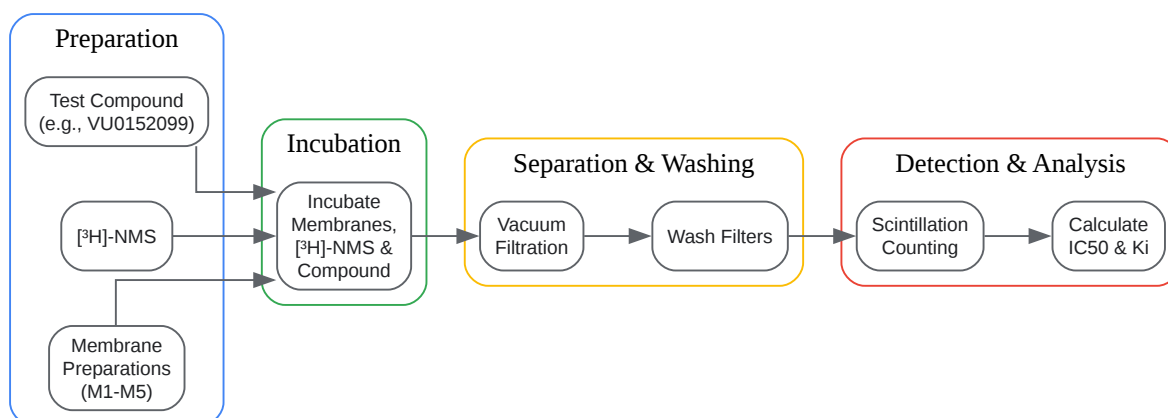 Preparation
Test Compound
(e.g., VU0152099)
[³H]-NMS
Membrane
Preparations
(M1-M5)
Incubation
Incubate
Membranes,
[³H]-NMS &
Compound
Separation & Washing
Vacuum
Filtration
Wash Filters
Detection & Analysis
Scintillation
Counting
Calculate
IC50 & Ki